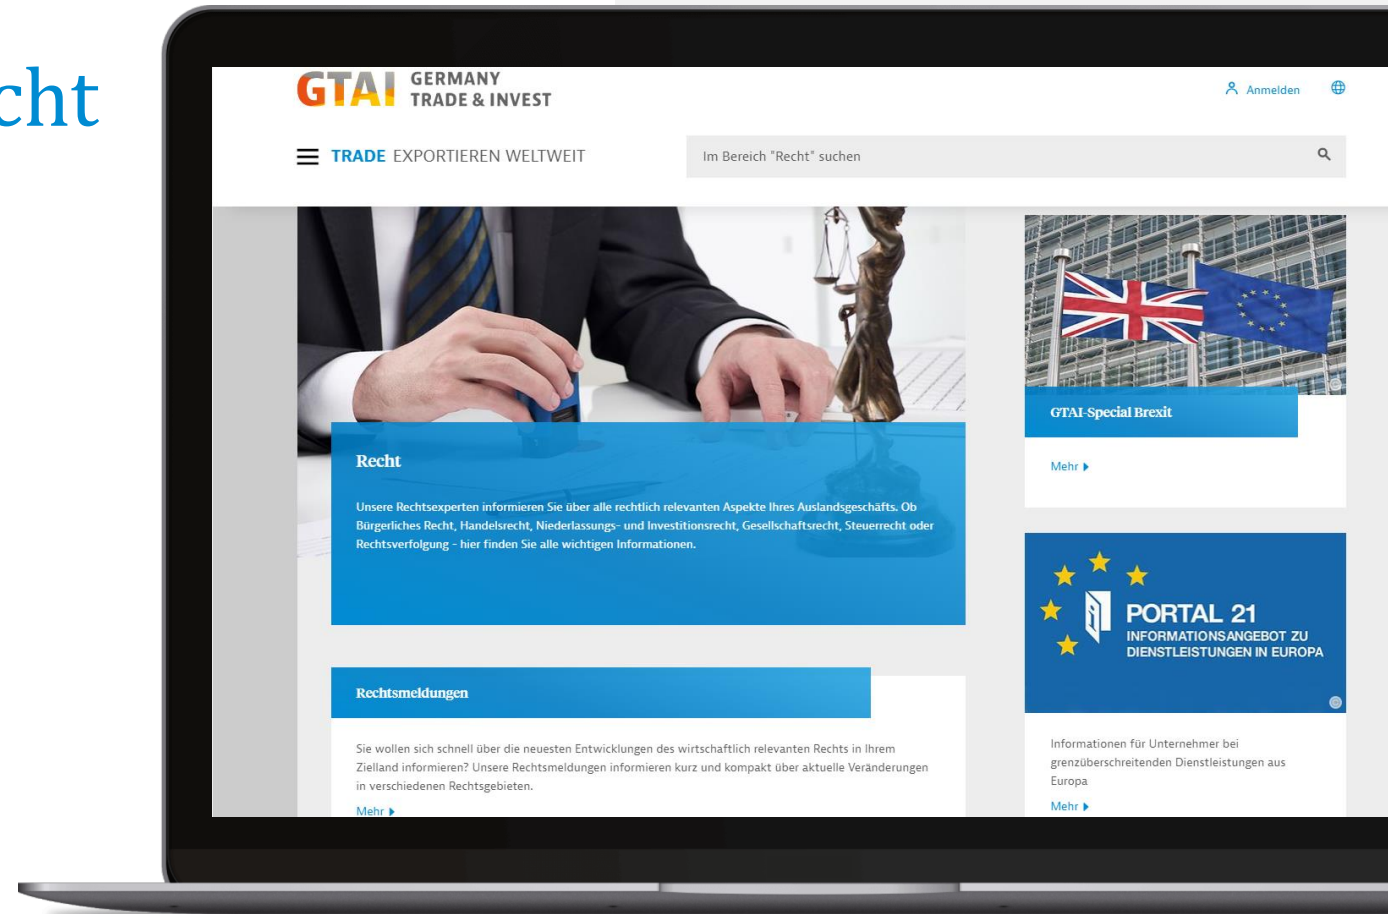 cht
GTAI GERMANY
TRADE & INVEST
Anmelden
TRADE EXPORTIEREN WELTWEIT
Im Bereich "Recht" suchen
Recht
Unsere Rechtsexperten informieren Sie über alle rechtlich relevanten Aspekte Ihres Auslandsgeschäfts. Ob
Bürgerliches Recht, Handelsrecht, Niederlassungs- und Investitionsrecht, Gesellschaftsrecht, Steuerrecht oder
Rechtsverfolgung - hier finden Sie alle wichtigen Informationen.
Rechtsmeldungen
Sie wollen sich schnell über die neuesten Entwicklungen des wirtschaftlich relevanten Rechts in Ihrem
Zielland informieren? Unsere Rechtsmeldungen informieren kurz und kompakt über aktuelle Veränderungen
in verschiedenen Rechtsgebieten.
Mehr
GTAI-Special Brexit
Mehr
PORTAL 21
INFORMATIONSANGEBOT ZU
DIENSTLEISTUNGEN IN EUROPA
Informationen für Unternehmer bei
grenzüberschreitenden Dienstleistungen aus
Europa
Mehr